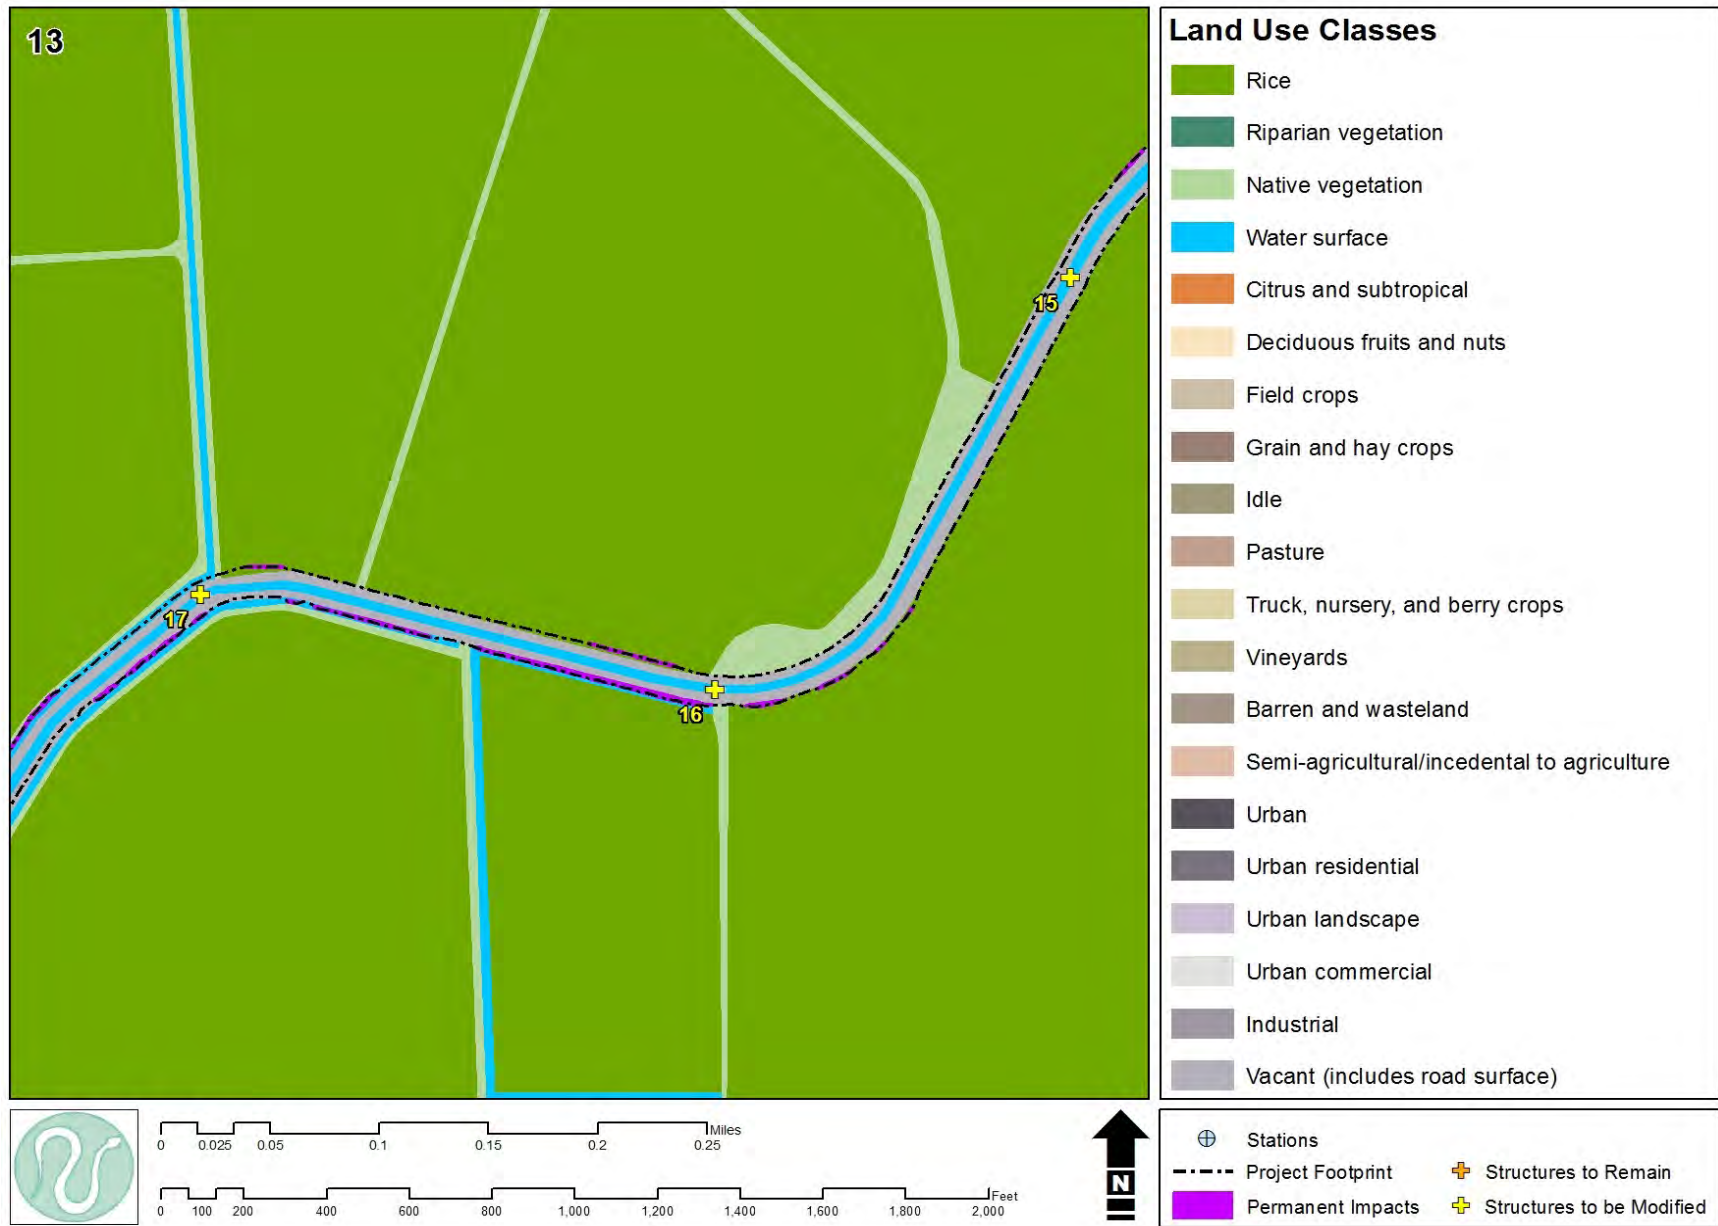 13
15
17
16
Land Use Classes
Rice
Riparian vegetation
Native vegetation
Water surface
Citrus and subtropical
Deciduous fruits and nuts
Field crops
Grain and hay crops
Idle
Pasture
Truck, nursery, and berry crops
Vineyards
Barren and wasteland
Semi-agricultural/incedental to agriculture
Urban
Urban residential
Urban landscape
Urban commercial
Industrial
Vacant (includes road surface)
Miles
0 0.025 0.05 0.1 0.15 0.2 0.25
Feet
0 100 200 400 600 800 1,000 1,200 1,400 1,600 1,800 2,000
N
Stations
Project Footprint
Structures to Remain
Permanent Impacts
Structures to be Modified